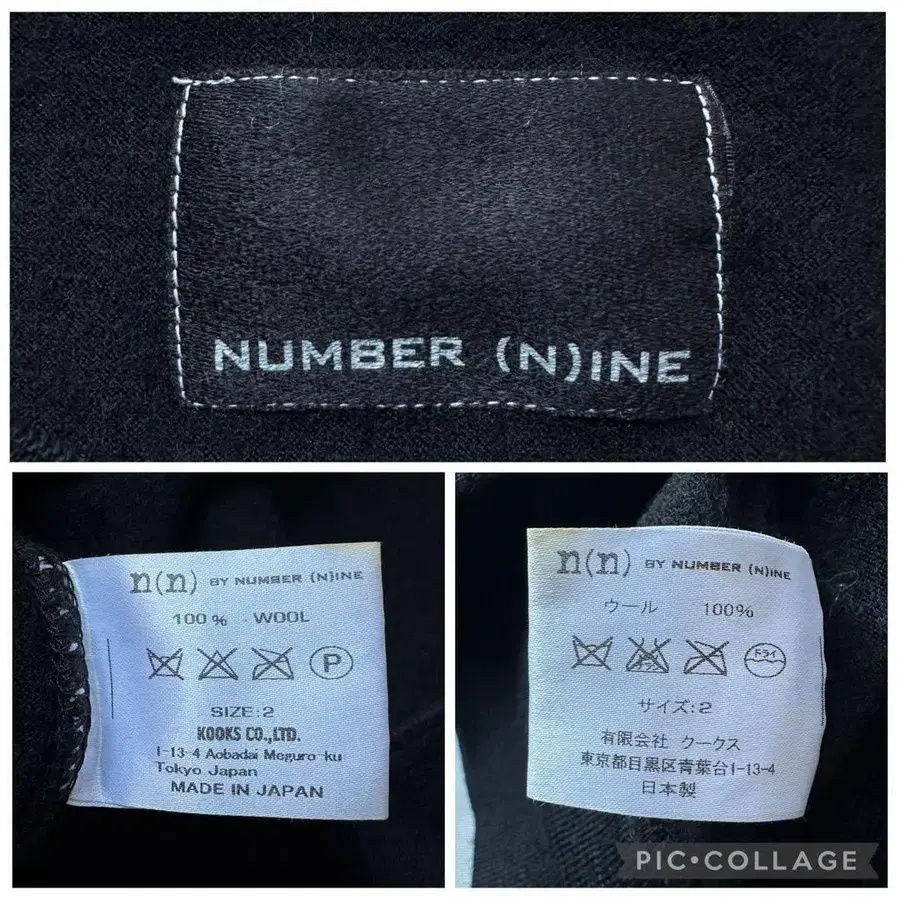 NUMBER (N)INE
n(n) BY NUMBER (N)INE
100% WOOL
P
SIZE:2
KOOKS CO.,LTD.
1-13-4 Aobadai Meguro-ku
Tokyo Japan
MADE IN JAPAN
n(n) BY NUMBER (N)INE
ウール 100%
ドライ
サイズ:2
有限会社 クークス
東京都目黒区青葉台1-13-4
日本製
PIC•COLLAGE